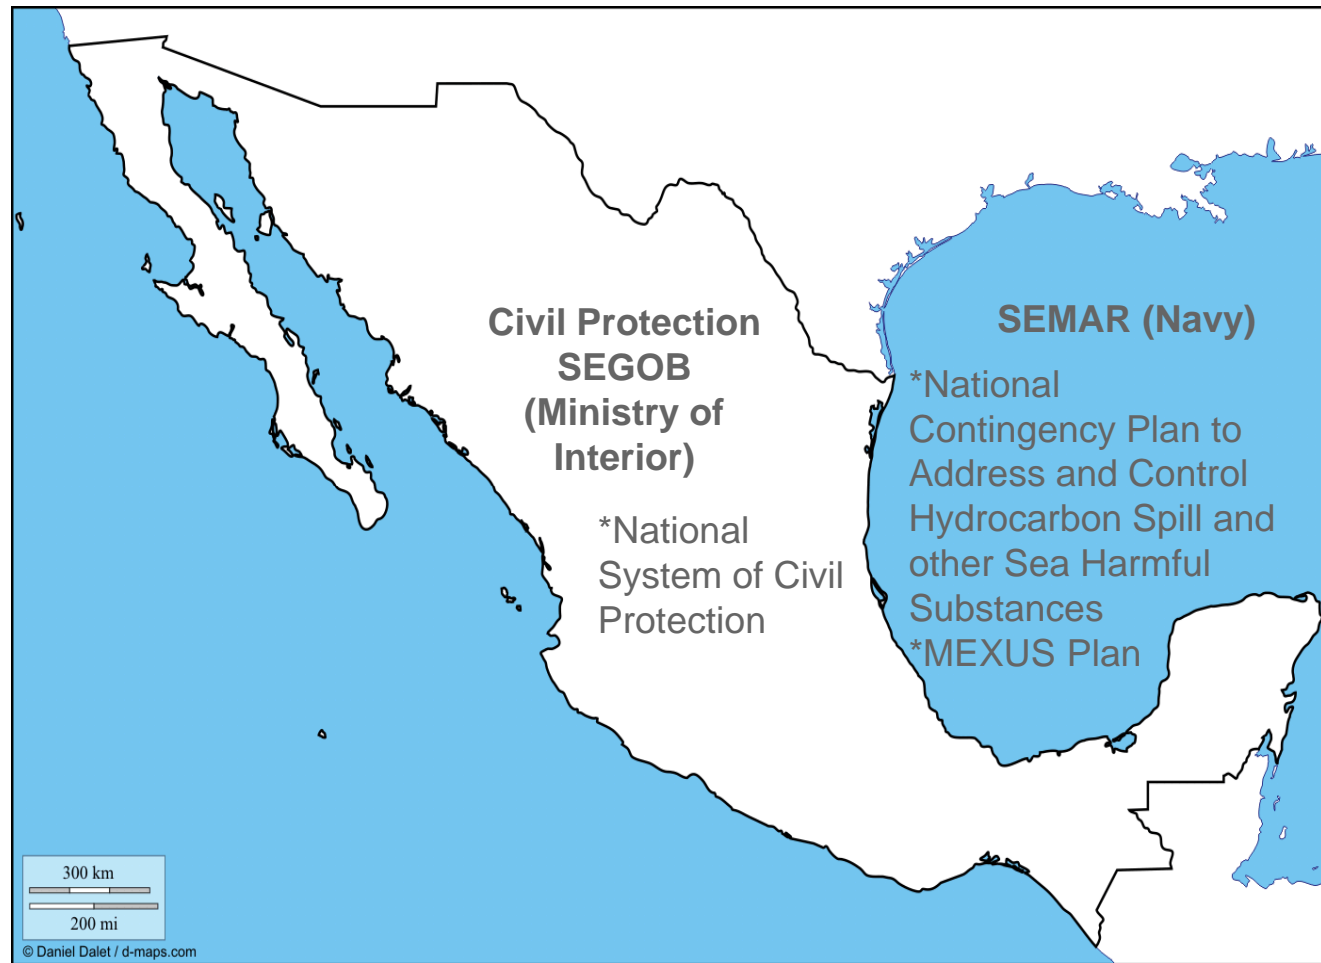 Civil Protection
SEGOB
(Ministry of
Interior)
*National
System of Civil
Protection
SEMAR (Navy)
*National
Contingency Plan to
Address and Control
Hydrocarbon Spill and
other Sea Harmful
Substances
*MEXUS Plan
300 km
200 mi
© Daniel Dalet / d-maps.com